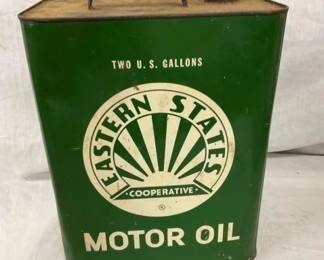 TWO U. S. GALLONS
EASTERN STATES
·COOPERATIVE·
®
MOTOR OIL